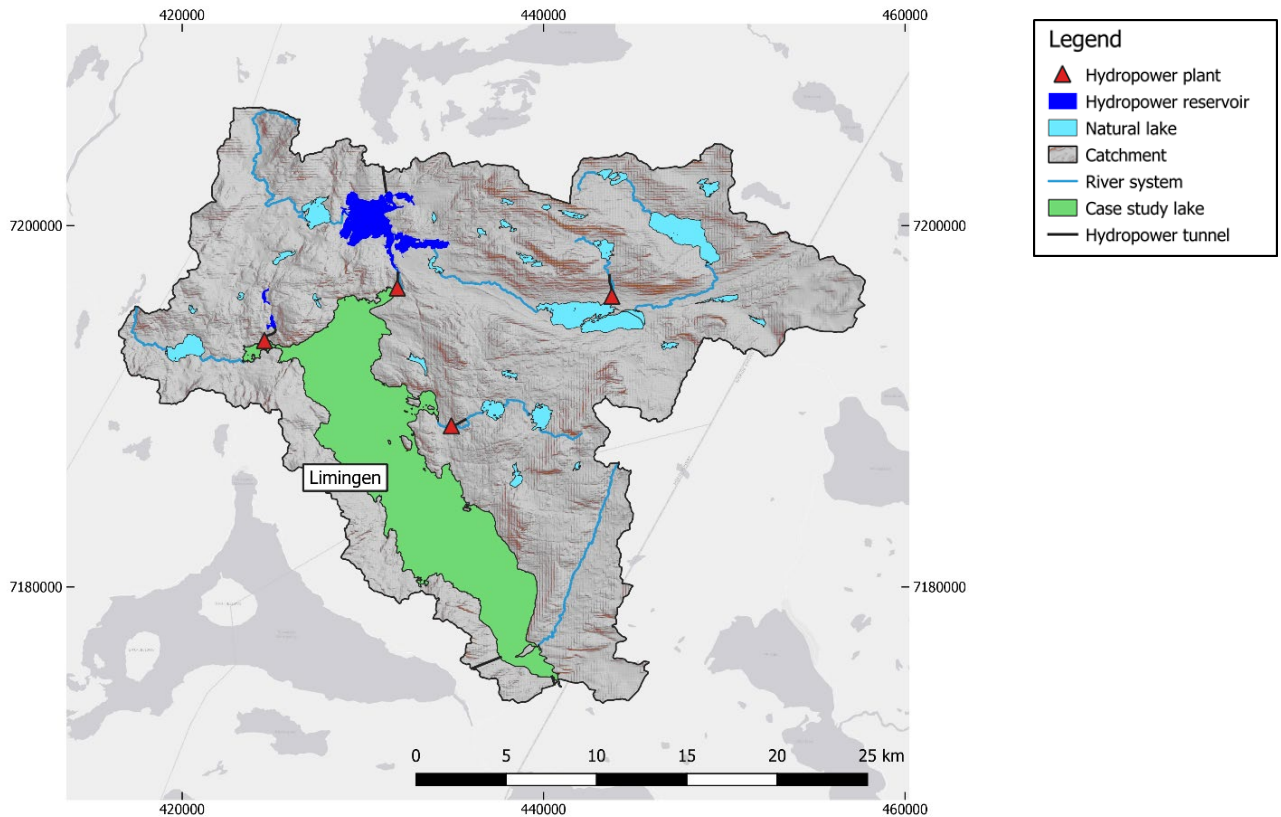 420000 440000 460000
Legend
Hydropower plant
Hydropower reservoir
Natural lake
Catchment
River system
Case study lake
Hydropower tunnel
7200000 7200000
Limingen
7180000 7180000
0 5 10 15 20 25 km
420000 440000 460000